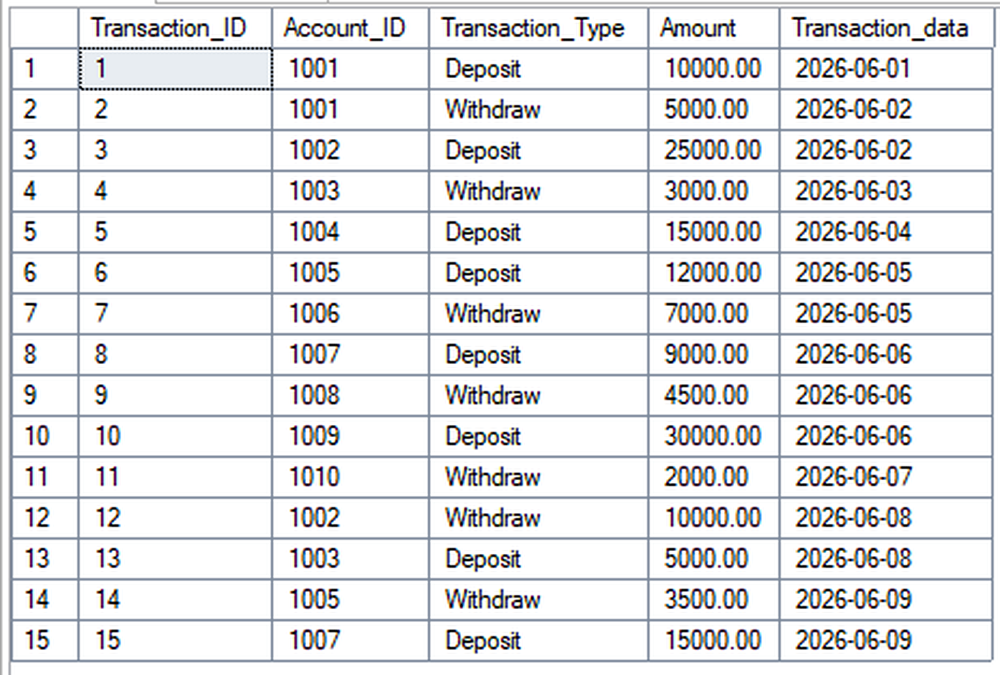 Transaction_ID Account_ID Transaction_Type Amount Transaction_data
1 1 1001 Deposit 10000.00 2026-06-01
2 2 1001 Withdraw 5000.00 2026-06-02
3 3 1002 Deposit 25000.00 2026-06-02
4 4 1003 Withdraw 3000.00 2026-06-03
5 5 1004 Deposit 15000.00 2026-06-04
6 6 1005 Deposit 12000.00 2026-06-05
7 7 1006 Withdraw 7000.00 2026-06-05
8 8 1007 Deposit 9000.00 2026-06-06
9 9 1008 Withdraw 4500.00 2026-06-06
10 10 1009 Deposit 30000.00 2026-06-06
11 11 1010 Withdraw 2000.00 2026-06-07
12 12 1002 Withdraw 10000.00 2026-06-08
13 13 1003 Deposit 5000.00 2026-06-08
14 14 1005 Withdraw 3500.00 2026-06-09
15 15 1007 Deposit 15000.00 2026-06-09